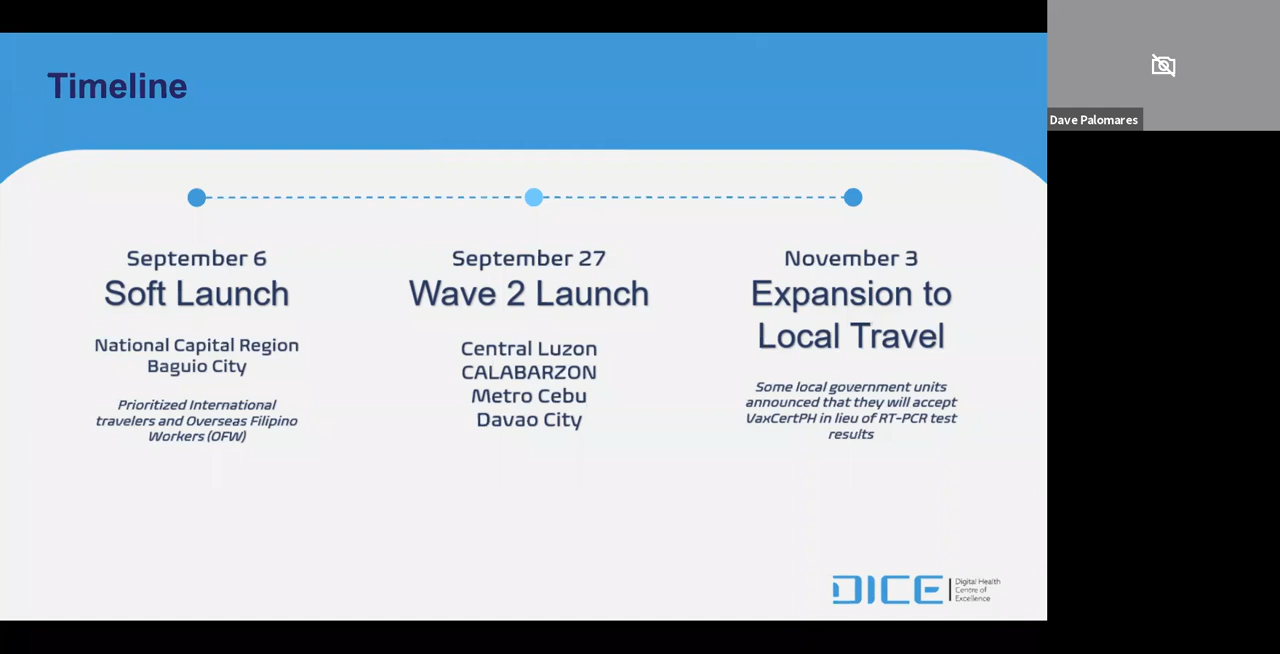 Timeline
September 6
Soft Launch
National Capital Region
Baguio City
Prioritized International
travelers and Overseas Filipino
Workers (OFW)
September 27
Wave 2 Launch
Central Luzon
CALABARZON
Metro Cebu
Davao City
November 3
Expansion to
Local Travel
Some local government units
announced that they will accept
VaxCertPH in lieu of RT-PCR test
results
DICE
Digital Health
Centre of
Excellence
Dave Palomares